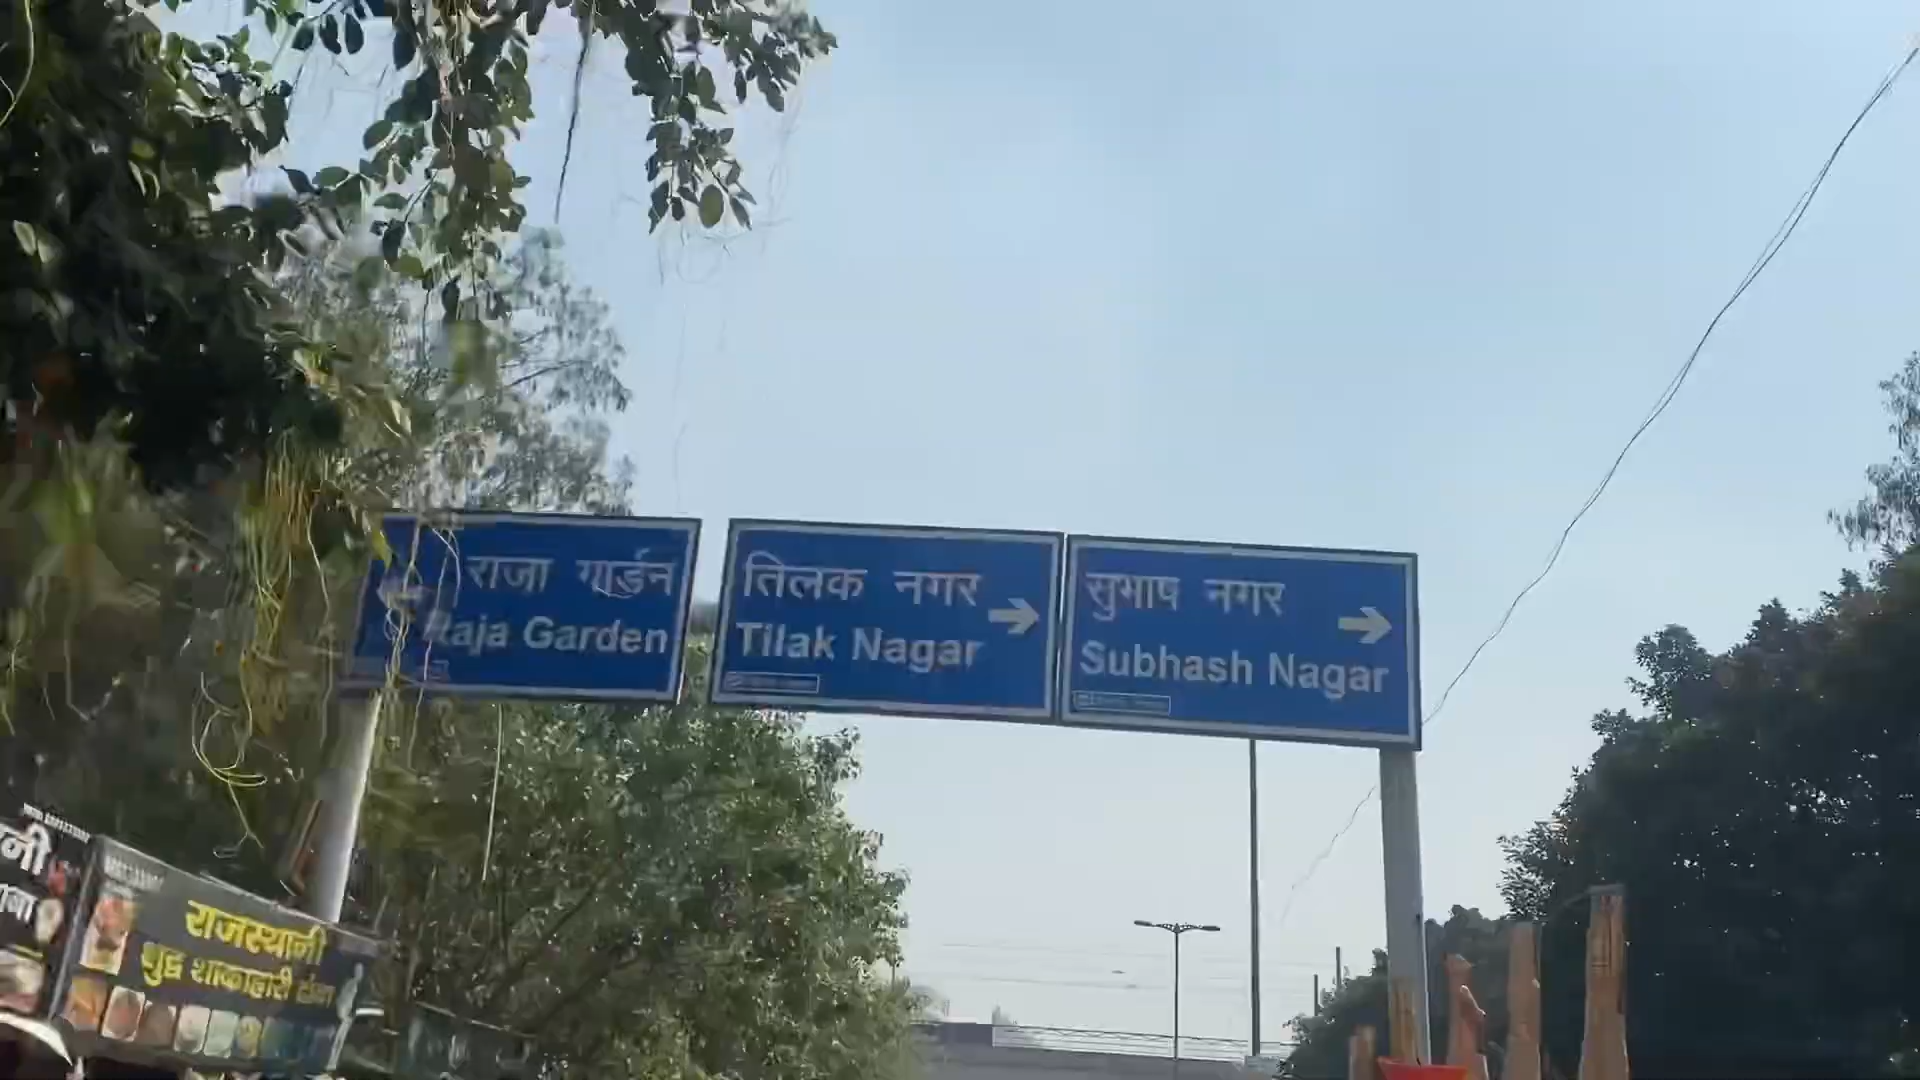 राजा गार्डन
Raja Garden
तिलक नगर
Tilak Nagar
सुभाष नगर
Subhash Nagar
नी
राजस्थानी
शुद्ध शाकाहारी